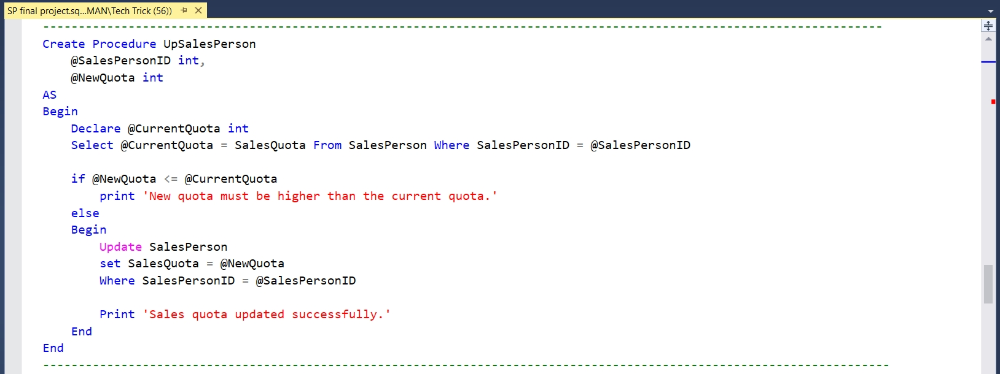 SP final project.sq...MAN\Tech Trick (56))
--------------------------------------------------------------------------------------------------------------------
Create Procedure UpSalesPerson
    @SalesPersonID int,
    @NewQuota int
AS
Begin
    Declare @CurrentQuota int
    Select @CurrentQuota = SalesQuota From SalesPerson Where SalesPersonID = @SalesPersonID

    if @NewQuota <= @CurrentQuota
        print 'New quota must be higher than the current quota.'
    else
    Begin
        Update SalesPerson
        set SalesQuota = @NewQuota
        Where SalesPersonID = @SalesPersonID

        Print 'Sales quota updated successfully.'
    End
End
---------------------------------------------------------------------------------------------------------------------